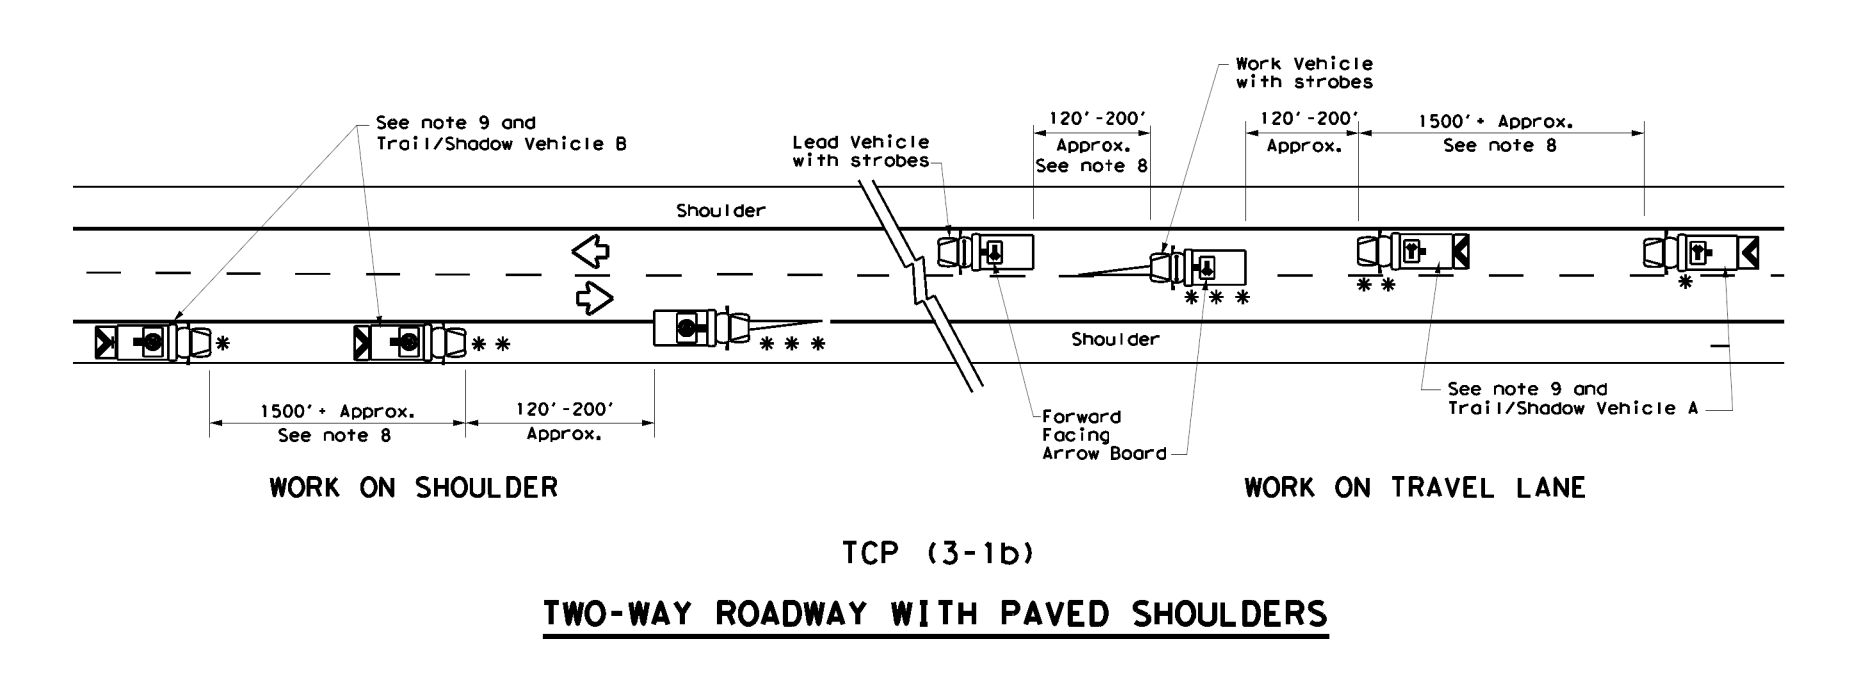 Work Vehicle
with strobes
See note 9 and
Trail/Shadow Vehicle B
Lead Vehicle
with strobes
120'-200'
Approx.
See note 8
120'-200'
Approx.
1500'+ Approx.
See note 8
Shoulder
*
* *
* * *
* * *
* *
*
Shoulder
1500'+ Approx.
See note 8
120'-200'
Approx.
Forward
Facing
Arrow Board
See note 9 and
Trail/Shadow Vehicle A
WORK ON SHOULDER
WORK ON TRAVEL LANE
TCP (3-1b)
TWO-WAY ROADWAY WITH PAVED SHOULDERS